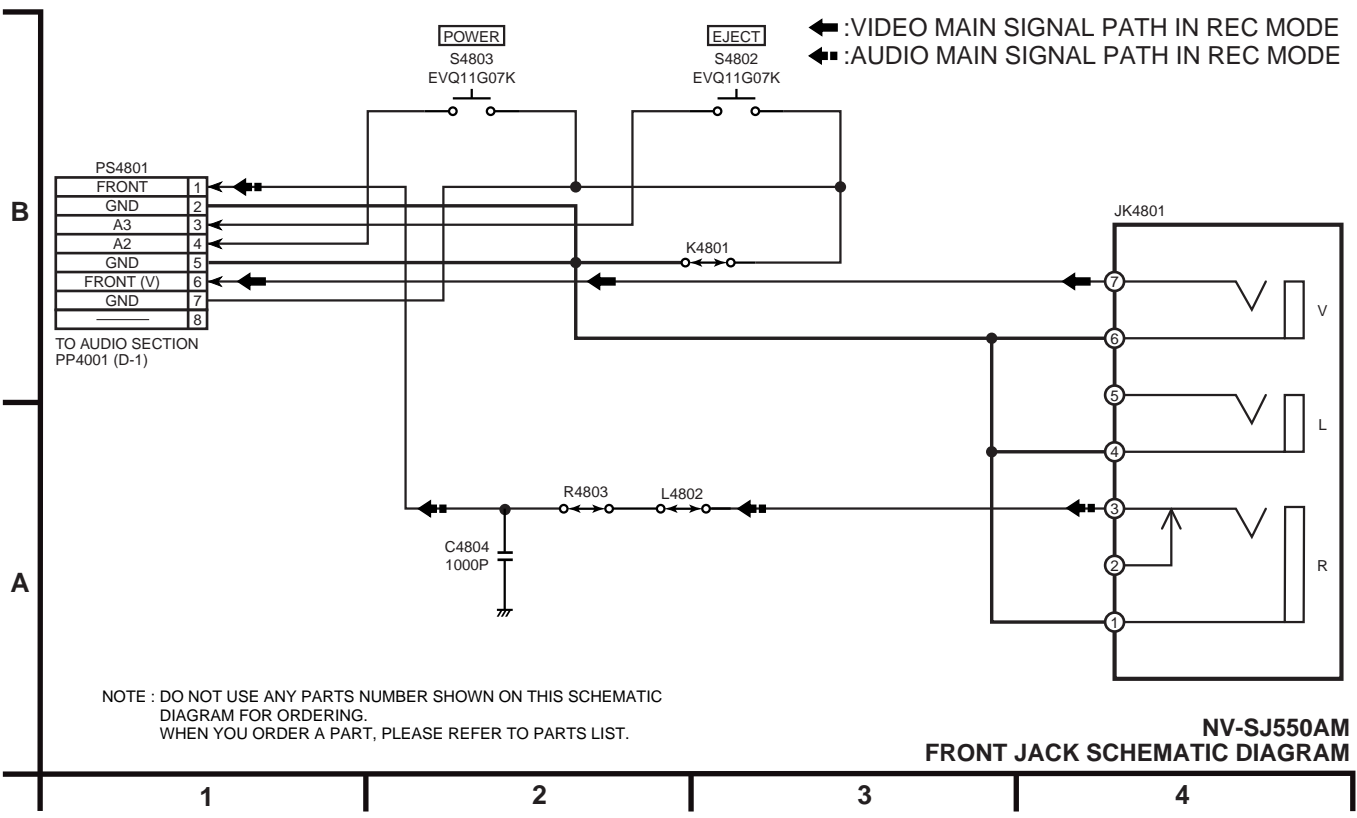 :VIDEO MAIN SIGNAL PATH IN REC MODE
:AUDIO MAIN SIGNAL PATH IN REC MODE
POWER
S4803
EVQ11G07K
EJECT
S4802
EVQ11G07K
PS4801
FRONT 1
GND 2
A3 3
A2 4
GND 5
FRONT (V) 6
GND 7
8
TO AUDIO SECTION
PP4001 (D-1)
B
K4801
JK4801
7
V
6
5
L
4
R4803
L4802
3
C4804
1000P
2
R
1
A
NOTE : DO NOT USE ANY PARTS NUMBER SHOWN ON THIS SCHEMATIC
DIAGRAM FOR ORDERING.
WHEN YOU ORDER A PART, PLEASE REFER TO PARTS LIST.
NV-SJ550AM
FRONT JACK SCHEMATIC DIAGRAM
1
2
3
4